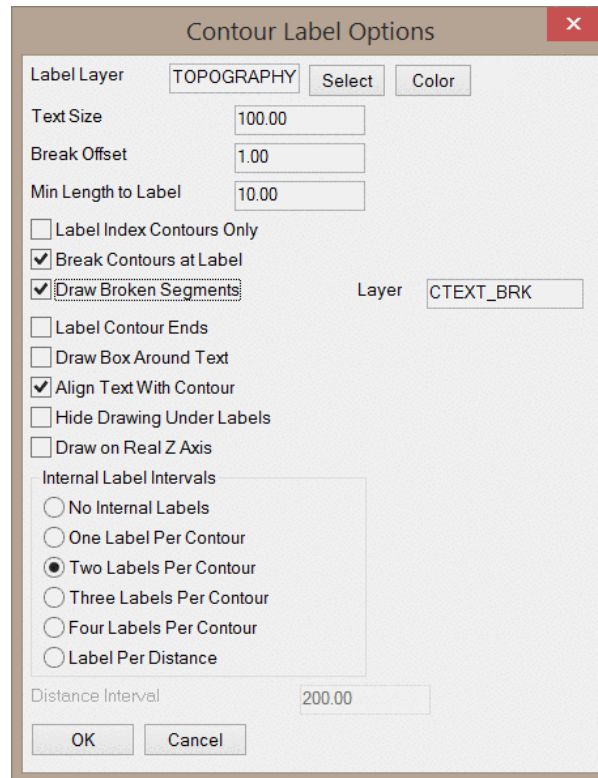 Contour Label Options
Label Layer TOPOGRAPHY Select Color
Text Size 100.00
Break Offset 1.00
Min Length to Label 10.00
Label Index Contours Only
Break Contours at Label
Draw Broken Segments Layer CTEXT_BRK
Label Contour Ends
Draw Box Around Text
Align Text With Contour
Hide Drawing Under Labels
Draw on Real Z Axis
Internal Label Intervals
No Internal Labels
One Label Per Contour
Two Labels Per Contour
Three Labels Per Contour
Four Labels Per Contour
Label Per Distance
Distance Interval 200.00
OK Cancel